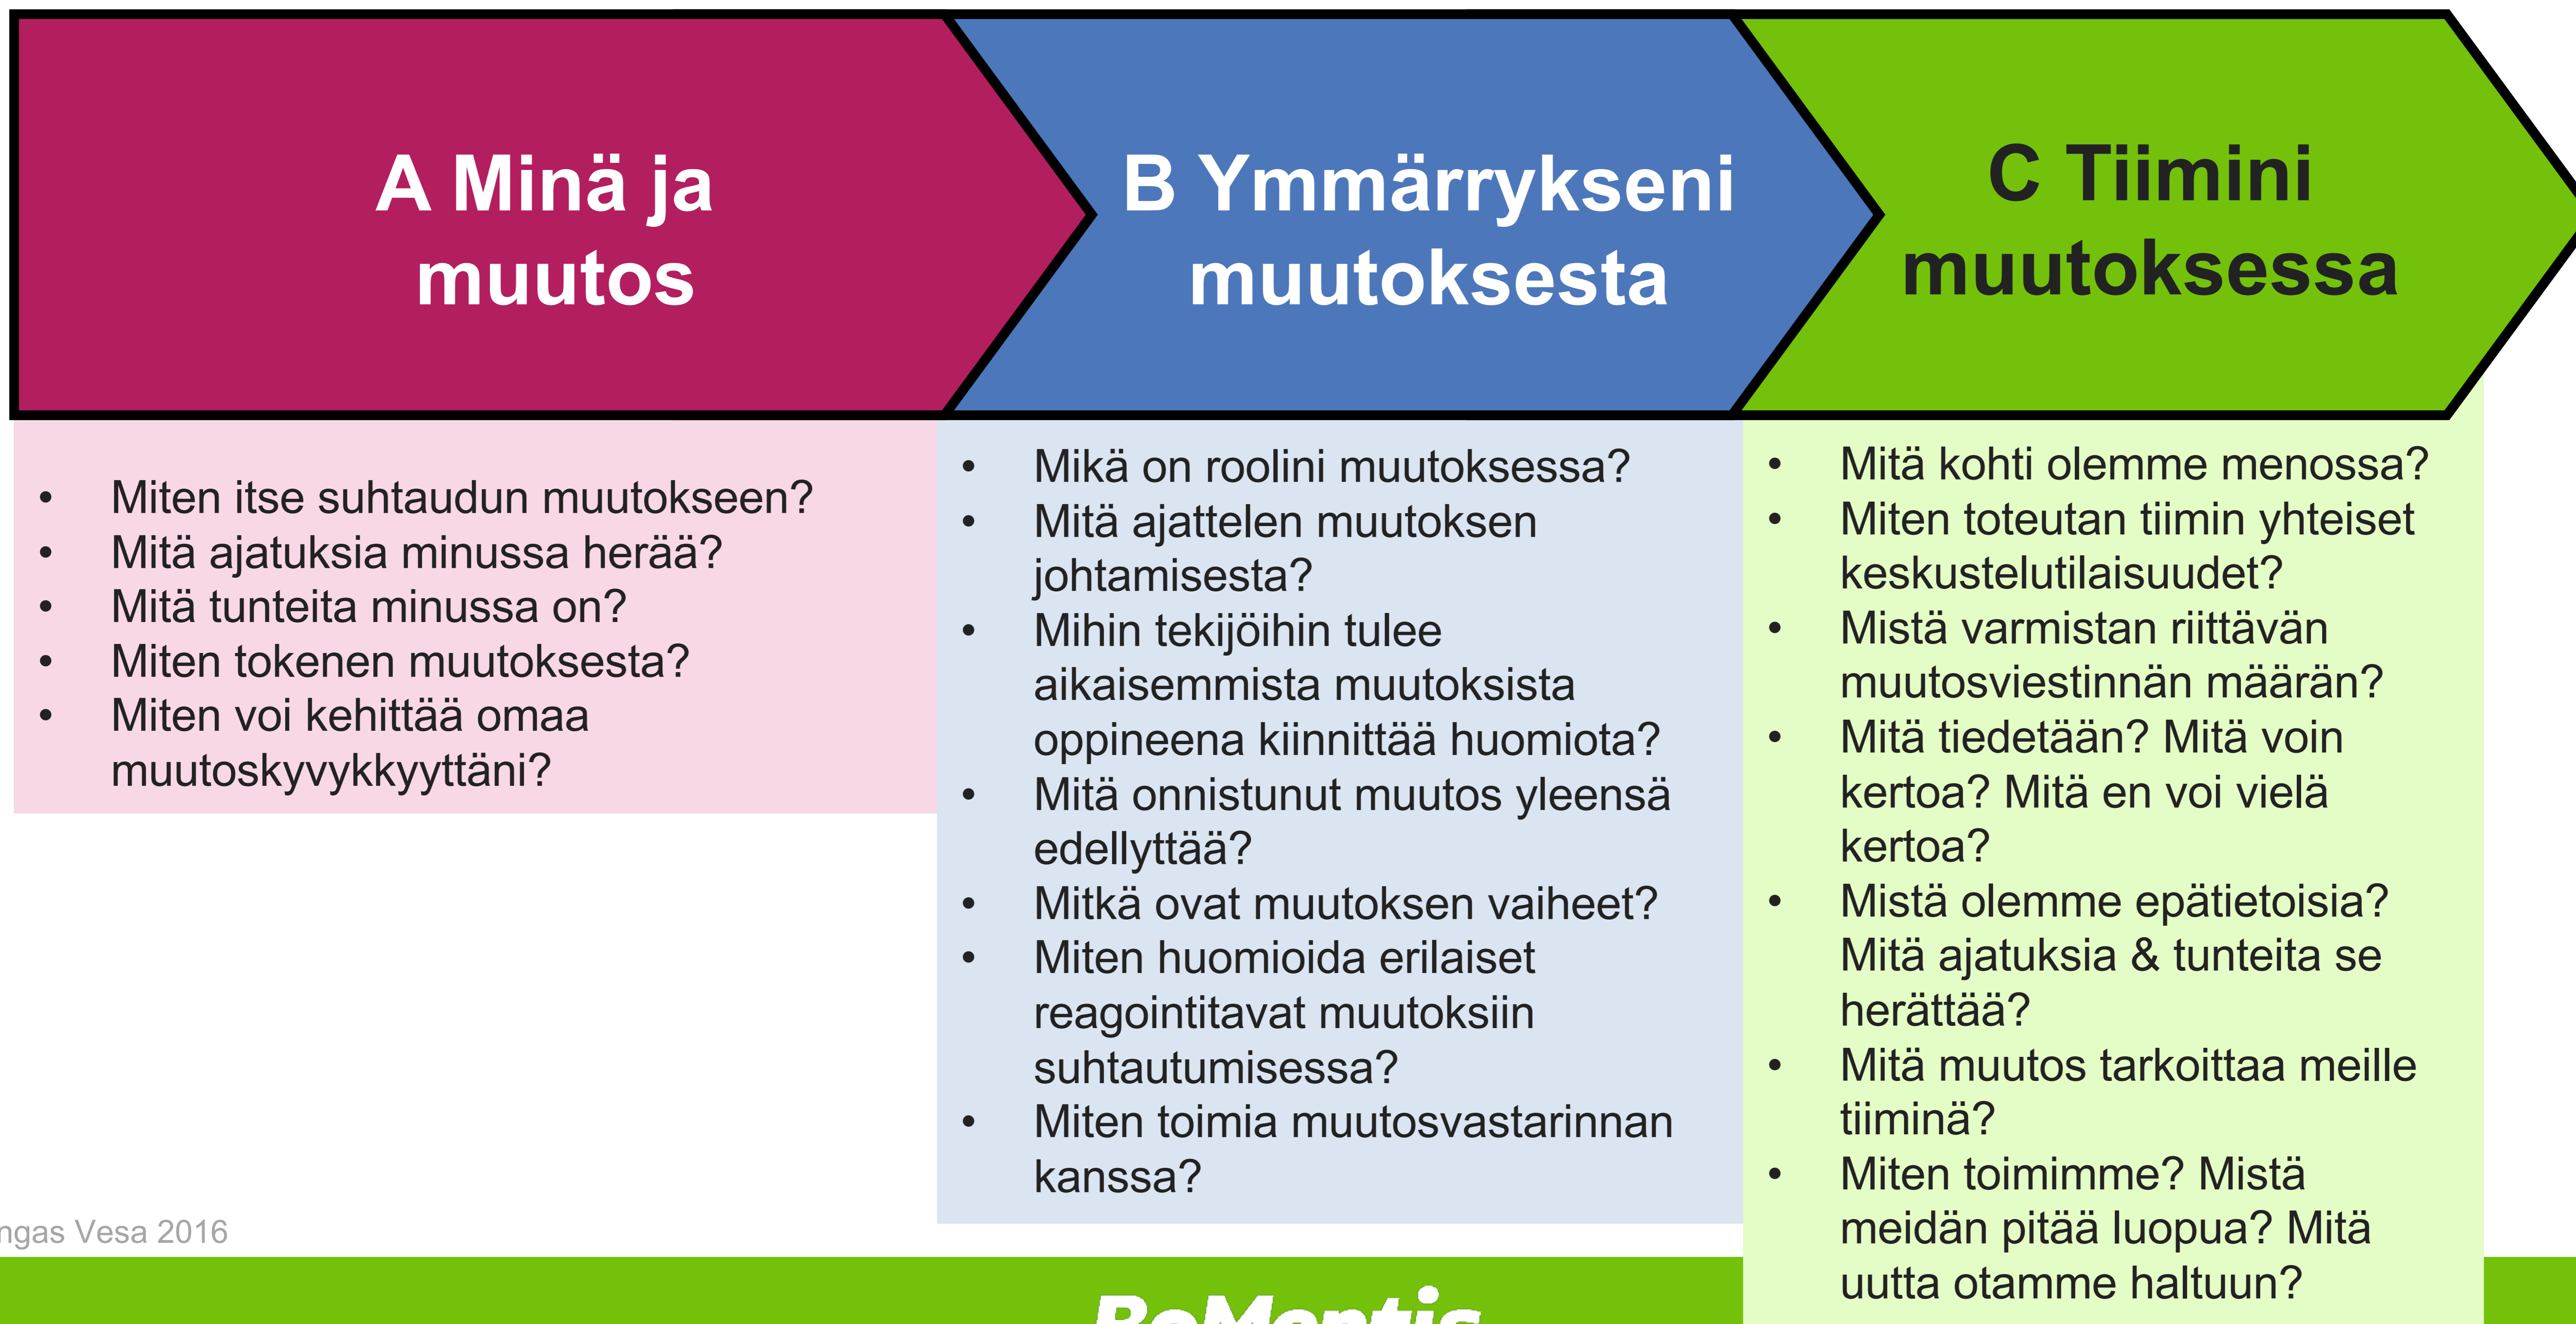 A Minä ja
muutos
B Ymmärrykseni
muutoksesta
C Tiimini
muutoksessa
• Miten itse suhtaudun muutokseen?
• Mitä ajatuksia minussa herää?
• Mitä tunteita minussa on?
• Miten tokenen muutoksesta?
• Miten voi kehittää omaa
muutoskyvykkyyttäni?
• Mikä on roolini muutoksessa?
• Mitä ajattelen muutoksen
johtamisesta?
• Mihin tekijöihin tulee
aikaisemmista muutoksista
oppineena kiinnittää huomiota?
• Mitä onnistunut muutos yleensä
edellyttää?
• Mitkä ovat muutoksen vaiheet?
• Miten huomioida erilaiset
reagointitavat muutoksiin
suhtautumisessa?
• Miten toimia muutosvastarinnan
kanssa?
• Mitä kohti olemme menossa?
• Miten toteutan tiimin yhteiset
keskustelutilaisuudet?
• Mistä varmistan riittävän
muutosviestinnän määrän?
• Mitä tiedetään? Mitä voin
kertoa? Mitä en voi vielä
kertoa?
• Mistä olemme epätietoisia?
Mitä ajatuksia & tunteita se
herättää?
• Mitä muutos tarkoittaa meille
tiiminä?
• Miten toimimme? Mistä
meidän pitää luopua? Mitä
uutta otamme haltuun?
ngas Vesa 2016
BoMentis